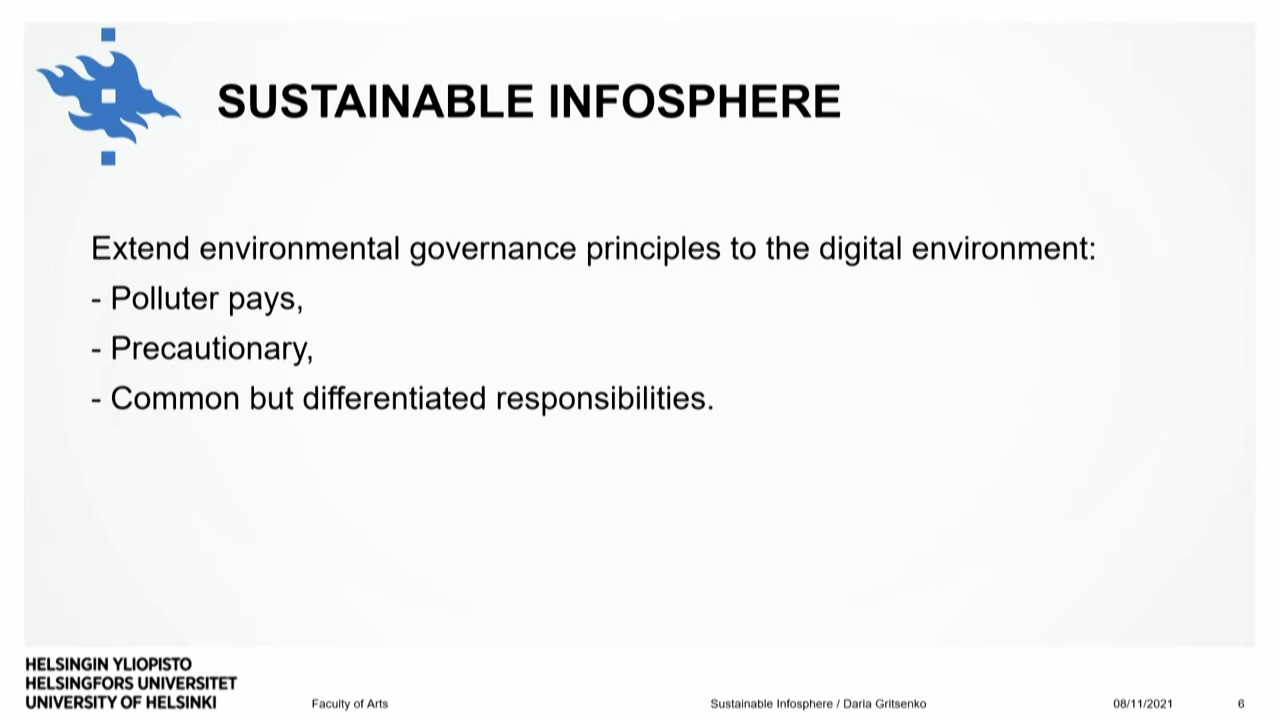 SUSTAINABLE INFOSPHERE
Extend environmental governance principles to the digital environment:
- Polluter pays,
- Precautionary,
- Common but differentiated responsibilities.
HELSINGIN YLIOPISTO
HELSINGFORS UNIVERSITET
UNIVERSITY OF HELSINKI
Faculty of Arts
Sustainable Infosphere / Daria Gritsenko
08/11/2021
6